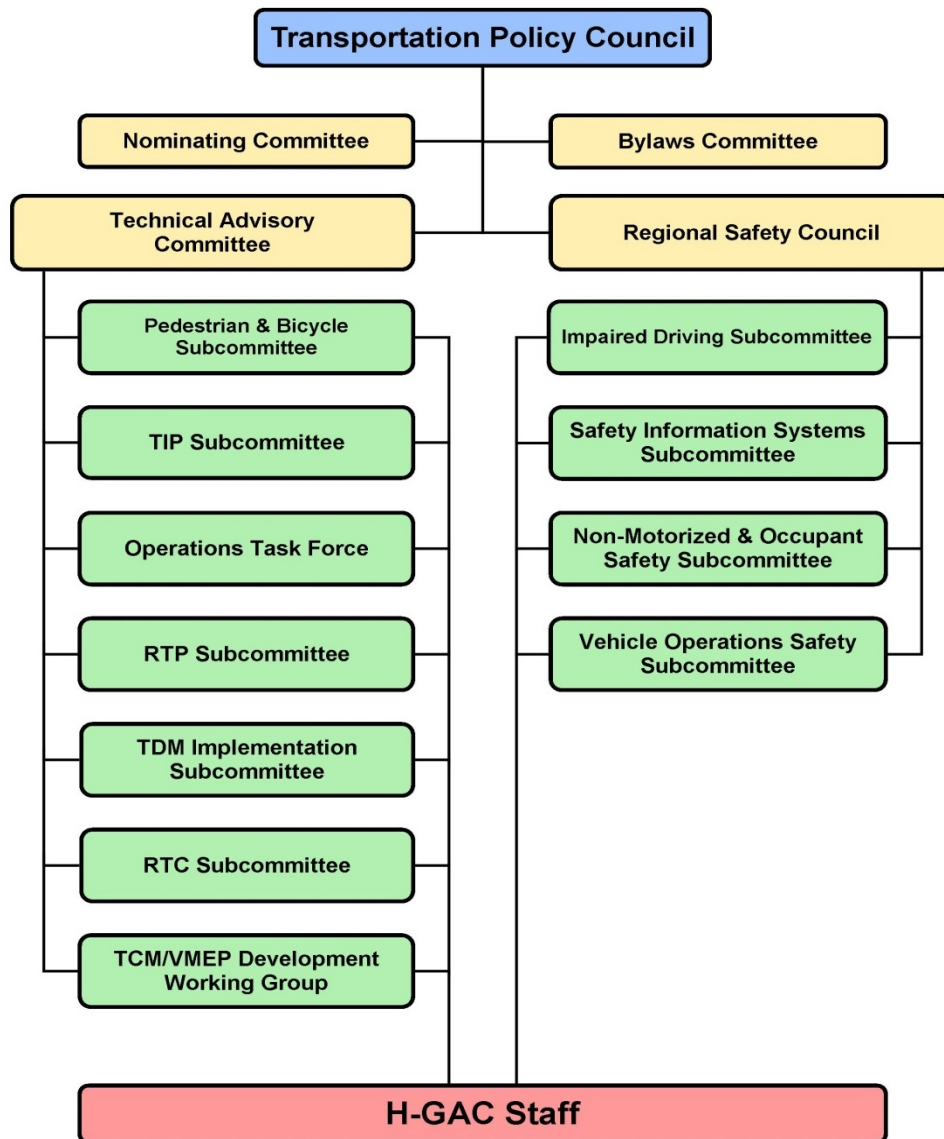 Transportation Policy Council
Nominating Committee
Bylaws Committee
Technical Advisory
Committee
Regional Safety Council
Pedestrian & Bicycle
Subcommittee
TIP Subcommittee
Operations Task Force
RTP Subcommittee
TDM Implementation
Subcommittee
RTC Subcommittee
TCM/VMEP Development
Working Group
Impaired Driving Subcommittee
Safety Information Systems
Subcommittee
Non-Motorized & Occupant
Safety Subcommittee
Vehicle Operations Safety
Subcommittee
H-GAC Staff